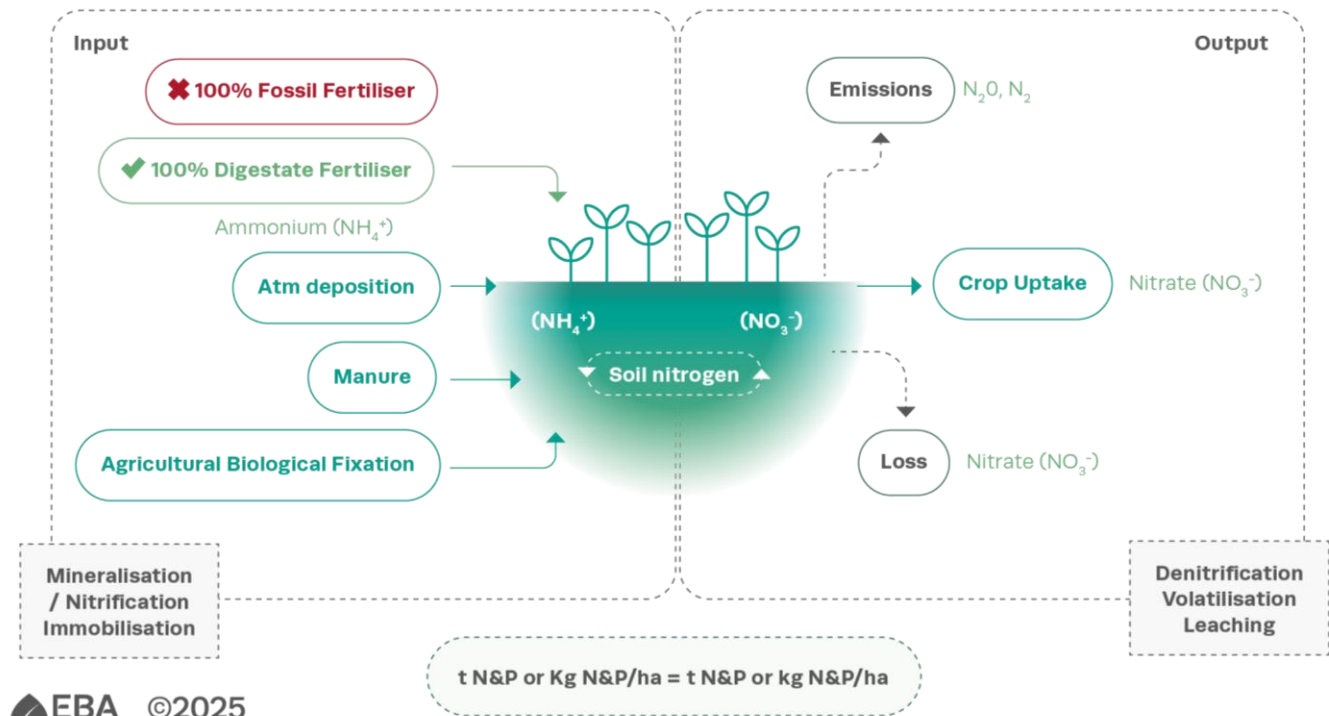 Input
✖ 100% Fossil Fertiliser
✔ 100% Digestate Fertiliser
Ammonium (NH₄⁺)
Atm deposition
Manure
Agricultural Biological Fixation
Mineralisation
/ Nitrification
Immobilisation
(NH₄⁺)
(NO₃⁻)
Soil nitrogen
Output
Emissions
N₂0, N₂
Crop Uptake
Nitrate (NO₃⁻)
Loss
Nitrate (NO₃⁻)
Denitrification
Volatilisation
Leaching
t N&P or Kg N&P/ha = t N&P or kg N&P/ha
EBA ©2025